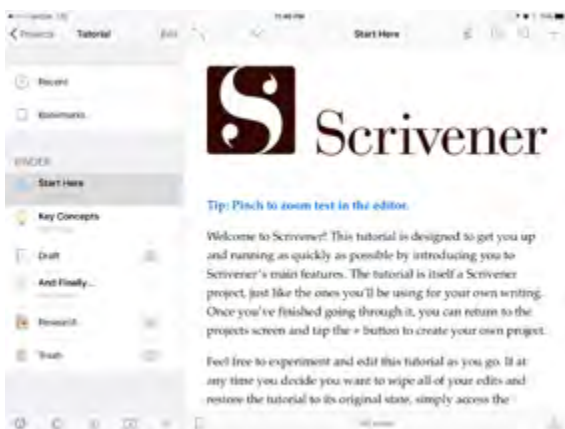 11:40 PM
Projects Tutorial Edit Start Here
Recent
Bookmarks
BINDER
Start Here
Key Concepts
Draft
And Finally...
Research
Trash
S
Scrivener
Tip: Pinch to zoom text in the editor.
Welcome to Scrivener! This tutorial is designed to get you up
and running as quickly as possible by introducing you to
Scrivener's main features. The tutorial is itself a Scrivener
project, just like the ones you'll be using for your own writing.
Once you've finished going through it, you can return to the
projects screen and tap the + button to create your own project.
Feel free to experiment and edit this tutorial as you go. If at
any time you decide you want to wipe all of your edits and
restore the tutorial to its original state, simply access the